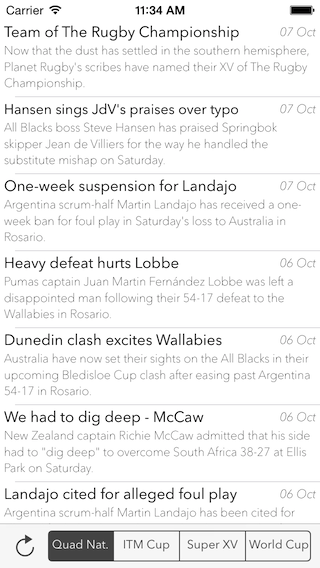 Carrier 11:34 AM
Team of The Rugby Championship 07 Oct
Now that the dust has settled in the southern hemisphere,
Planet Rugby's scribes have named their XV of The Rugby
Championship.
Hansen sings JdV's praises over typo 07 Oct
All Blacks boss Steve Hansen has praised Springbok
skipper Jean de Villiers for the way he handled the
substitute mishap on Saturday.
One-week suspension for Landajo 07 Oct
Argentina scrum-half Martin Landajo has received a one-
week ban for foul play in Saturday's loss to Australia in
Rosario.
Heavy defeat hurts Lobbe 06 Oct
Pumas captain Juan Martin Fernández Lobbe was left a
disappointed man following their 54-17 defeat to the
Wallabies in Rosario.
Dunedin clash excites Wallabies 06 Oct
Australia have now set their sights on the All Blacks in their
upcoming Bledisloe Cup clash after easing past Argentina
54-17 in Rosario.
We had to dig deep - McCaw 06 Oct
New Zealand captain Richie McCaw admitted that his side
had to "dig deep" to overcome South Africa 38-27 at Ellis
Park on Saturday.
Landajo cited for alleged foul play 06 Oct
Argentina scrum-half Martin Landajo has been cited for
Quad Nat. ITM Cup Super XV World Cup